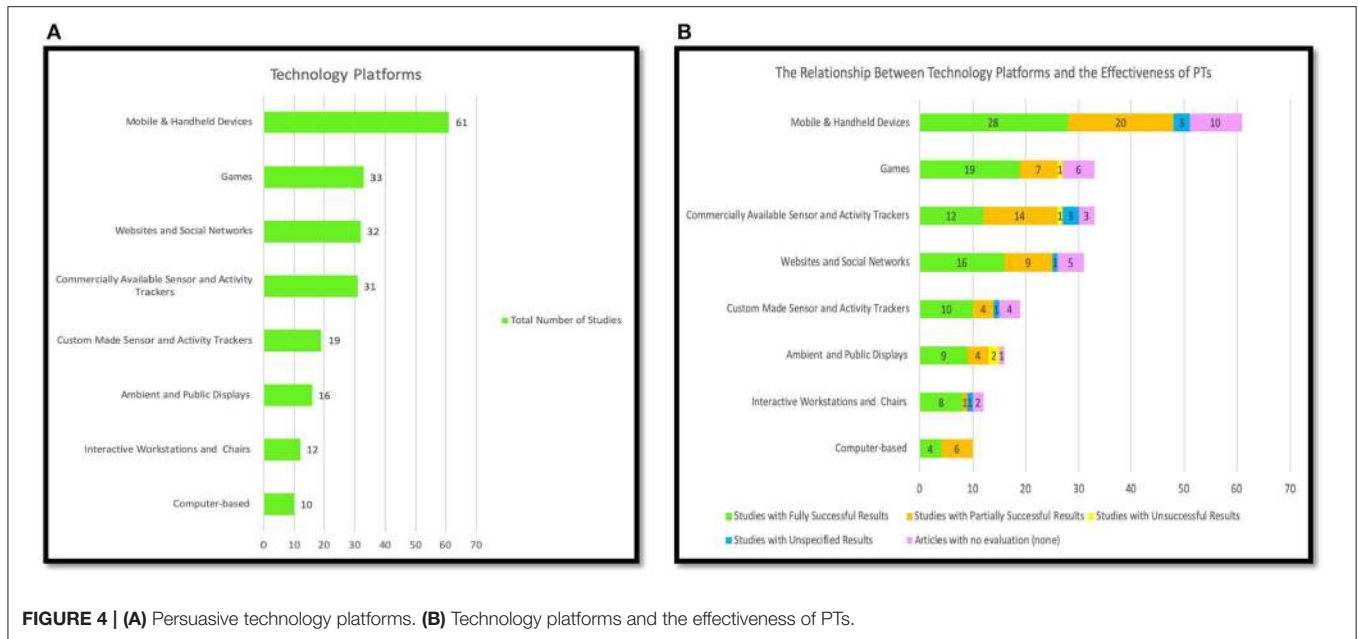 A
Technology Platforms
Mobile & Handheld Devices 61
Games 33
Websites and Social Networks 32
Commercially Available Sensor and Activity
Trackers 31
Custom Made Sensor and Activity Trackers 19
Ambient and Public Displays 16
Interactive Workstations and Chairs 12
Computer-based 10
0 10 20 30 40 50 60 70
Total Number of Studies
B
The Relationship Between Technology Platforms and the Effectiveness of PTs
Mobile & Handheld Devices 28 20 3 10
Games 19 7 1 6
Commercially Available Sensor and Activity Trackers 12 14 1 3 3
Websites and Social Networks 16 9 1 5
Custom Made Sensor and Activity Trackers 10 4 1 4
Ambient and Public Displays 9 4 2 1
Interactive Workstations and Chairs 8 1 1 2
Computer-based 4 6
0 10 20 30 40 50 60 70
Studies with Fully Successful Results Studies with Partially Successful Results Studies with Unsuccessful Results
Studies with Unspecified Results Articles with no evaluation (none)
FIGURE 4 | (A) Persuasive technology platforms. (B) Technology platforms and the effectiveness of PTs.